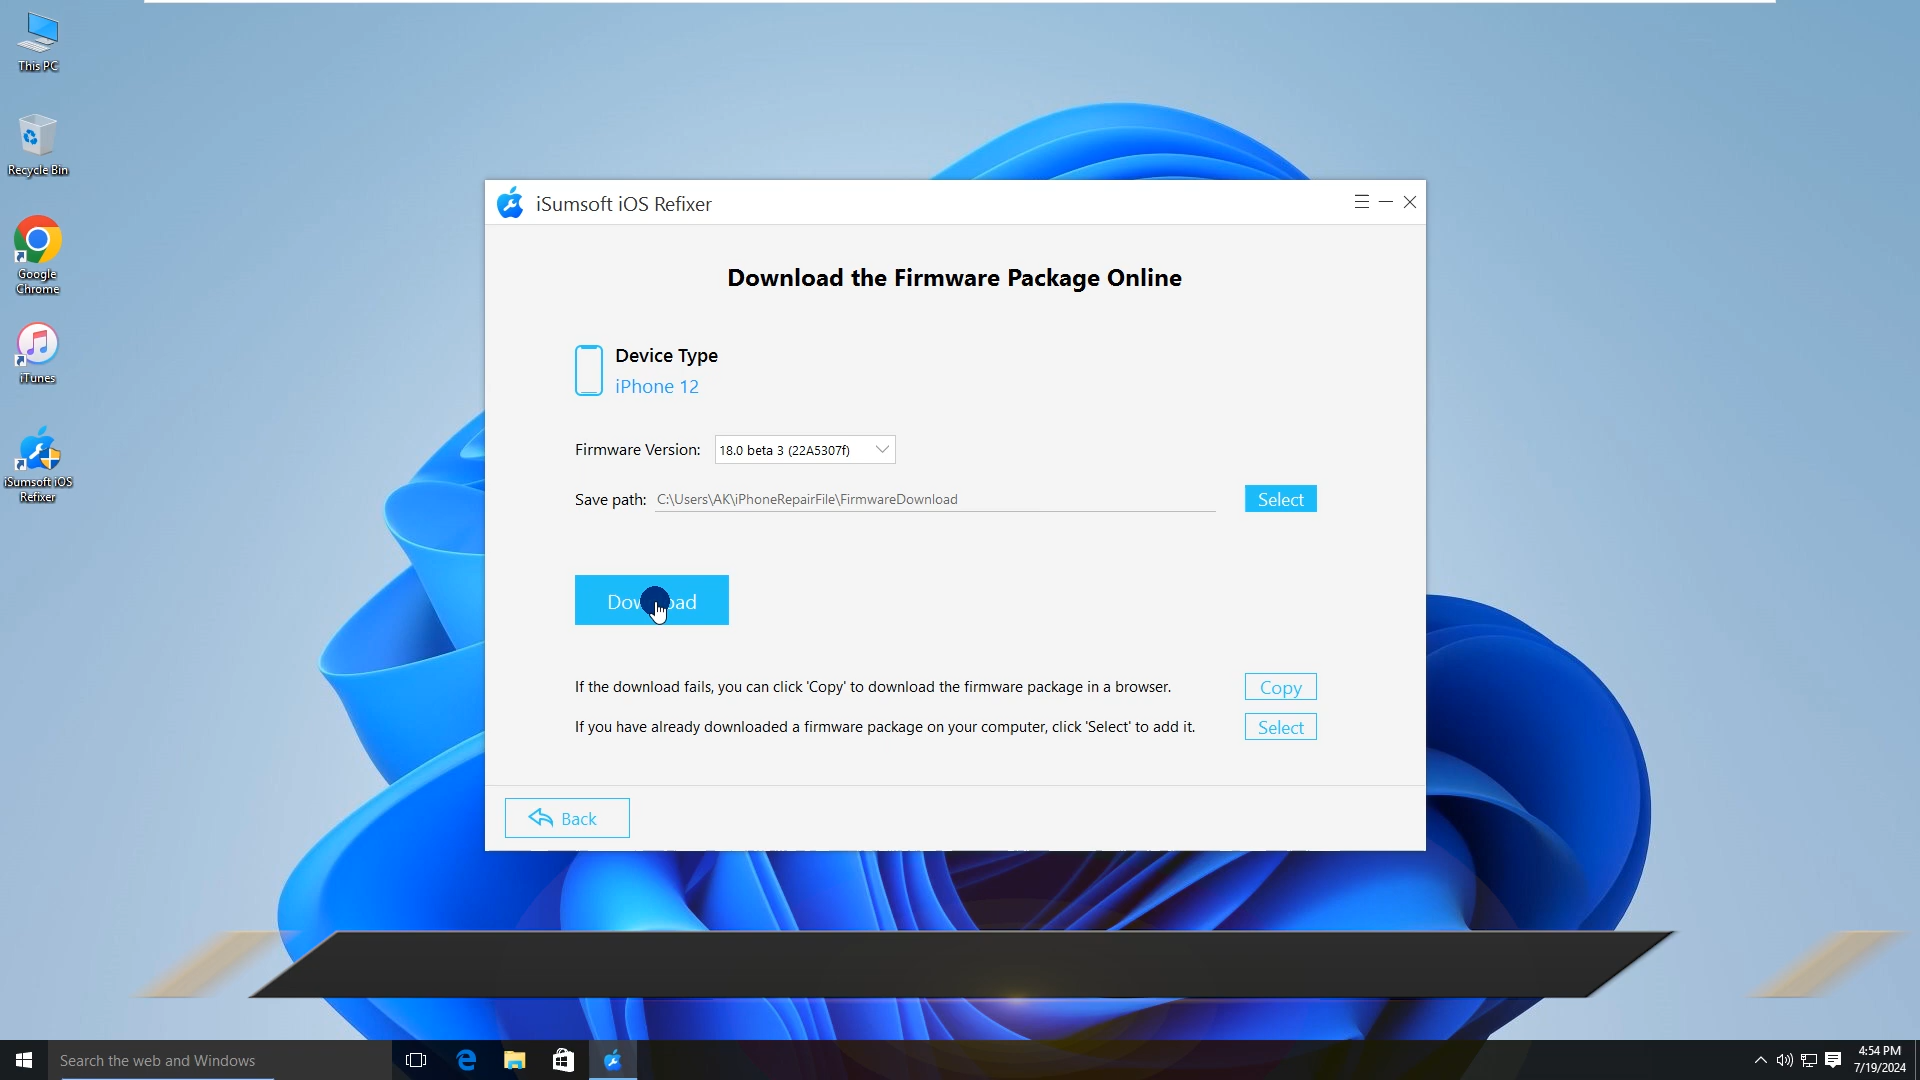 This PC
Recycle Bin
Google
Chrome
iTunes
iSumsoft iOS
Refixer
iSumsoft iOS Refixer
Download the Firmware Package Online
Device Type
iPhone 12
Firmware Version: 18.0 beta 3 (22A5307f)
Save path: C:\Users\AK\iPhoneRepairFile\FirmwareDownload Select
Download
If the download fails, you can click 'Copy' to download the firmware package in a browser. Copy
If you have already downloaded a firmware package on your computer, click 'Select' to add it. Select
Back
Search the web and Windows
4:54 PM
7/19/2024